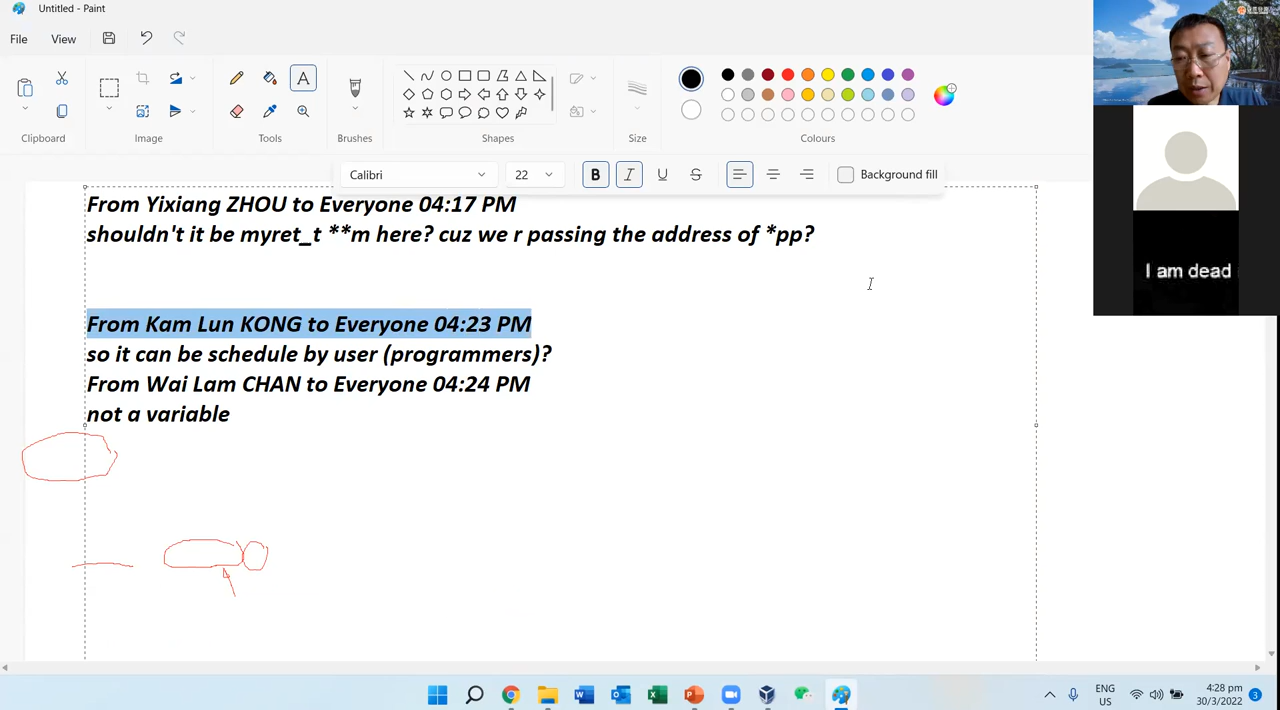 Untitled - Paint
File View
A
Clipboard
Image
Tools
Brushes
Shapes
Size
Colours
Calibri
22
B I U S
Background fill
From Yixiang ZHOU to Everyone 04:17 PM
shouldn't it be myret_t **m here? cuz we r passing the address of *pp?
From Kam Lun KONG to Everyone 04:23 PM
so it can be schedule by user (programmers)?
From Wai Lam CHAN to Everyone 04:24 PM
not a variable
I am dead
ENG
US
4:28 pm
30/3/2022
3